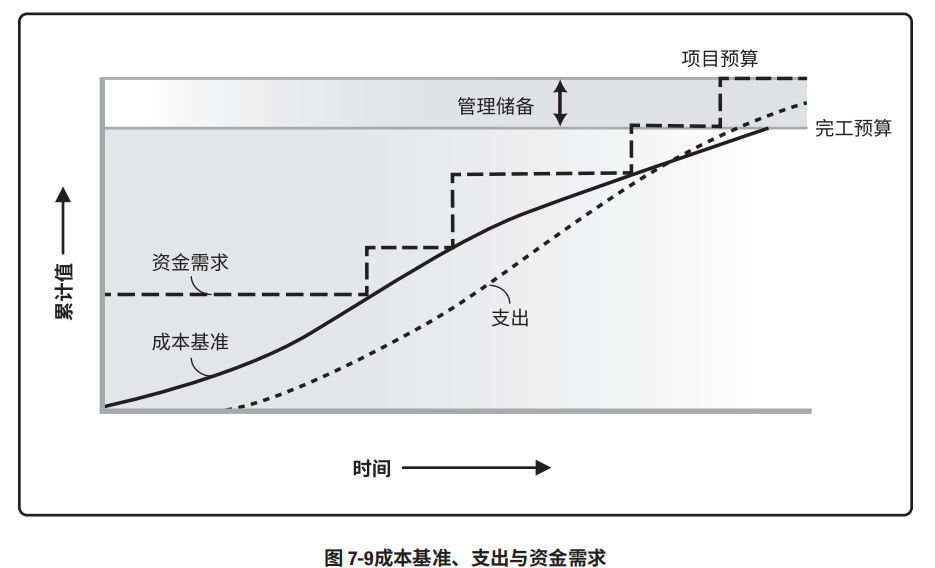 项目预算
管理储备
完工预算
资金需求
支出
成本基准
累计值
时间
图 7-9成本基准、支出与资金需求